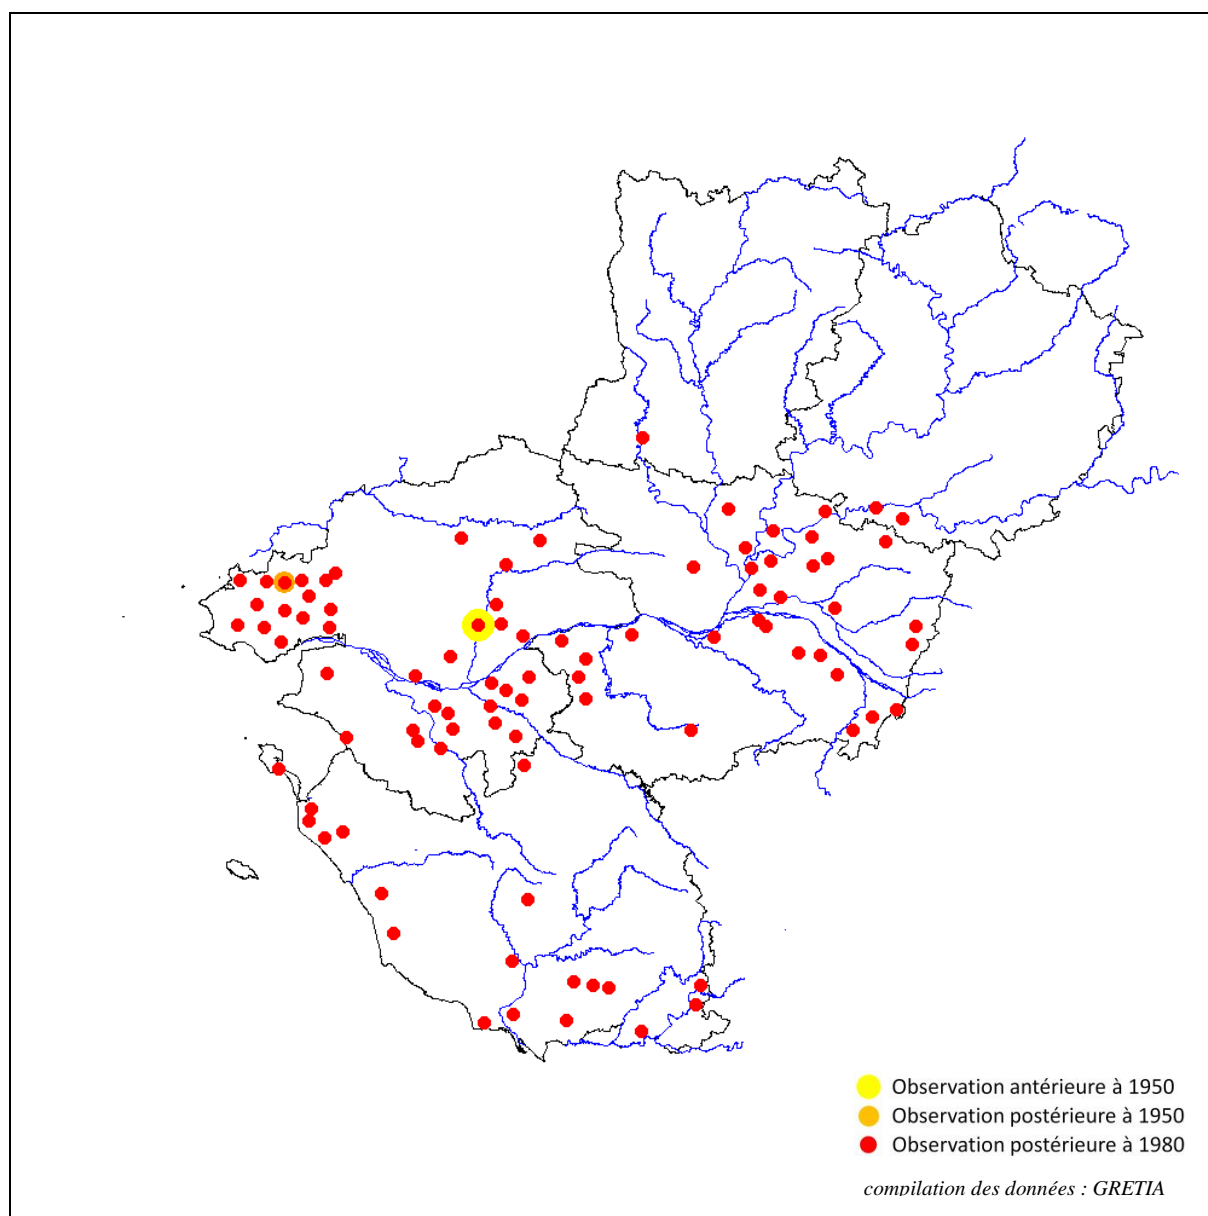 Observation antérieure à 1950
Observation postérieure à 1950
Observation postérieure à 1980
compilation des données : GRETIA